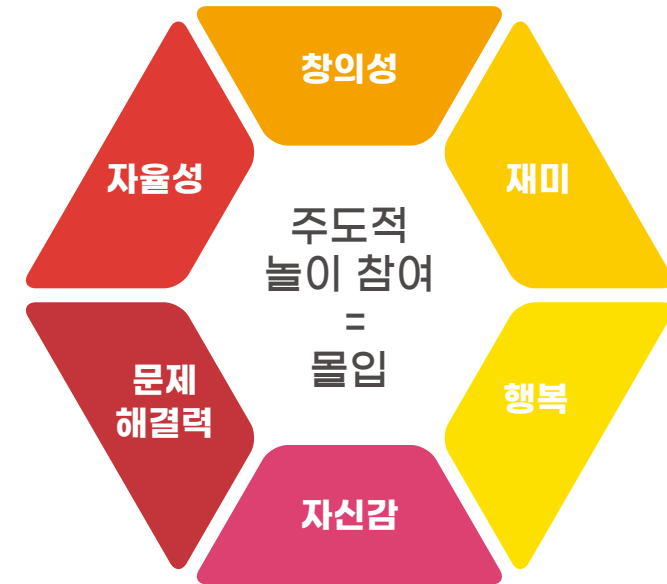 창의성
자율성
재미
주도적
놀이 참여
=
몰입
문제
해결력
행복
자신감